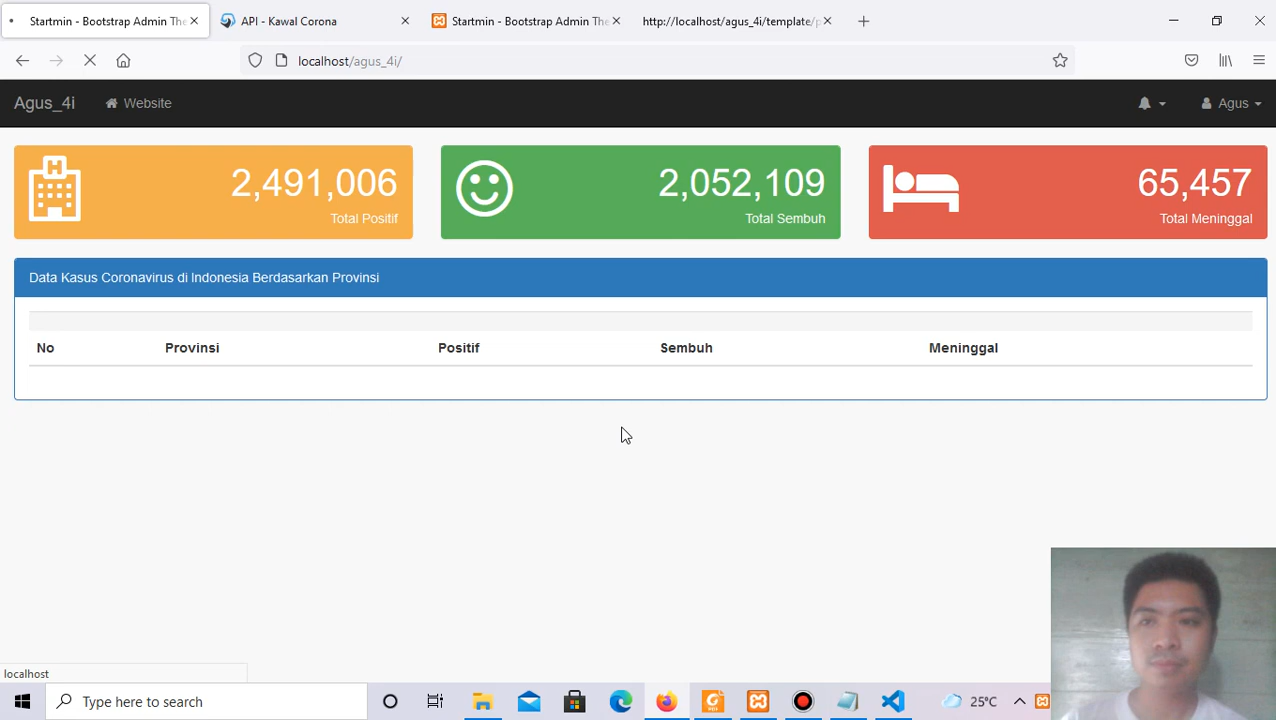 Startmin - Bootstrap Admin The
API - Kawal Corona
Startmin - Bootstrap Admin The
http://localhost/agus_4i/template/p
localhost/agus_4i/
Agus_4i
Website
Agus
2,491,006
Total Positif
2,052,109
Total Sembuh
65,457
Total Meninggal
Data Kasus Coronavirus di Indonesia Berdasarkan Provinsi
No Provinsi Positif Sembuh Meninggal
localhost
Type here to search
25°C